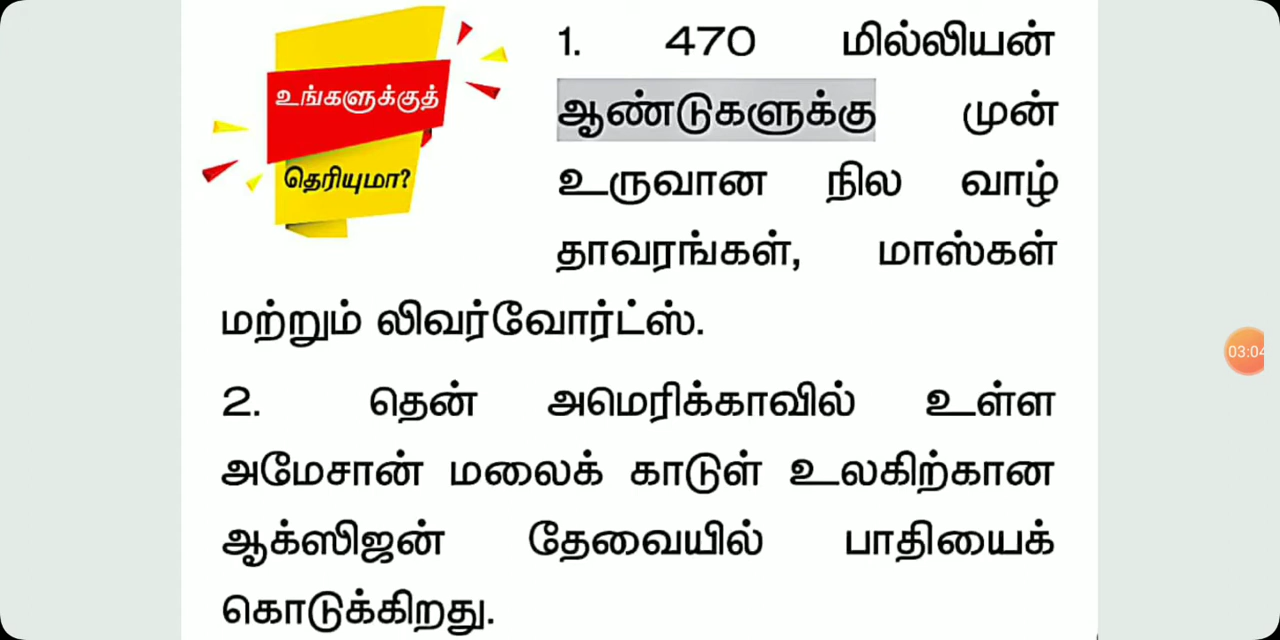 உங்களுக்குத்
தெரியுமா?
1. 470 மில்லியன்
ஆண்டுகளுக்கு முன்
உருவான நில வாழ்
தாவரங்கள், மாஸ்கள்
மற்றும் லிவர்வோர்ட்ஸ்.
2. தென் அமெரிக்காவில் உள்ள
அமேசான் மலைக் காடுள் உலகிற்கான
ஆக்ஸிஜன் தேவையில் பாதியைக்
கொடுக்கிறது.
03:04